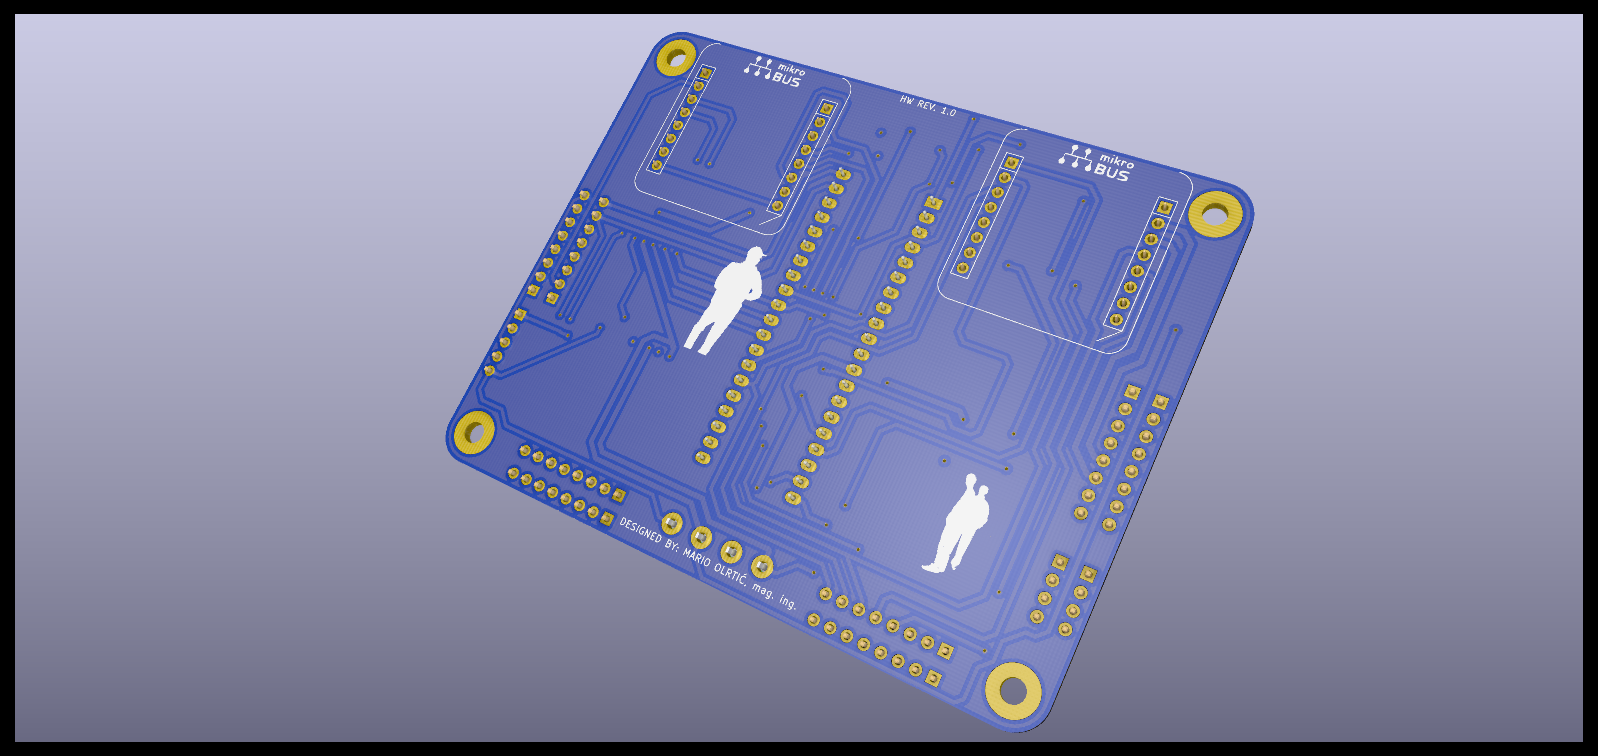 mikro
BUS
HW REV. 1.0
mikro
BUS
DESIGNED BY: MARIO OLRTIĆ, mag. ing.